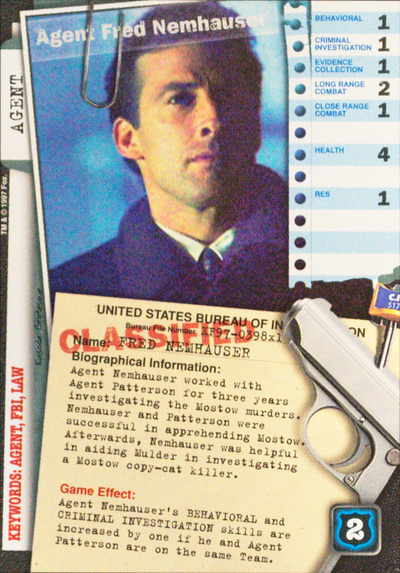 Agent Fred Nemhauser
AGENT
BEHAVIORAL 1
CRIMINAL
INVESTIGATION 1
EVIDENCE
COLLECTION 1
LONG RANGE
COMBAT 2
CLOSE RANGE
COMBAT 1
HEALTH 4
RES 1
TM & © 1997 Fox.
KEYWORDS: AGENT, FBI, LAW
UNITED STATES BUREAU OF IN ION
Bureau File Number: XF97-0398x1
CLASSIFIED
Name: FRED NEMHAUSER
Biographical Information:
Agent Nemhauser worked with
Agent Patterson for three years
investigating the Mostow murders.
Nemhauser and Patterson were
successful in apprehending Mostow.
Afterwards, Nemhauser was helpful
in aiding Mulder in investigating
a Mostow copy-cat killer.
Game Effect:
Agent Nemhauser's BEHAVIORAL and
CRIMINAL INVESTIGATION skills are
increased by one if he and Agent
Patterson are on the same Team.
2